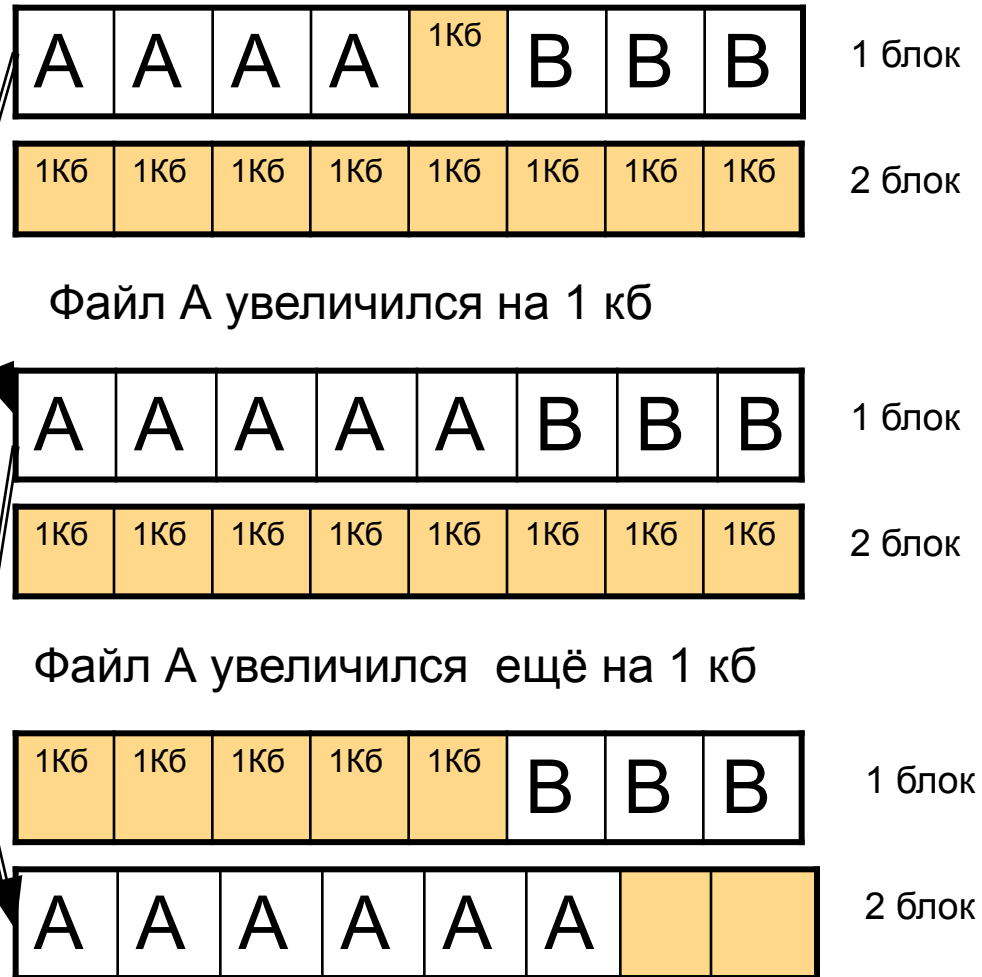 А А А А 1Кб В В В 1 блок
1Кб 1Кб 1Кб 1Кб 1Кб 1Кб 1Кб 1Кб 2 блок
Файл А увеличился на 1 кб
А А А А А В В В 1 блок
1Кб 1Кб 1Кб 1Кб 1Кб 1Кб 1Кб 1Кб 2 блок
Файл А увеличился ещё на 1 кб
1Кб 1Кб 1Кб 1Кб 1Кб В В В 1 блок
А А А А А А 2 блок